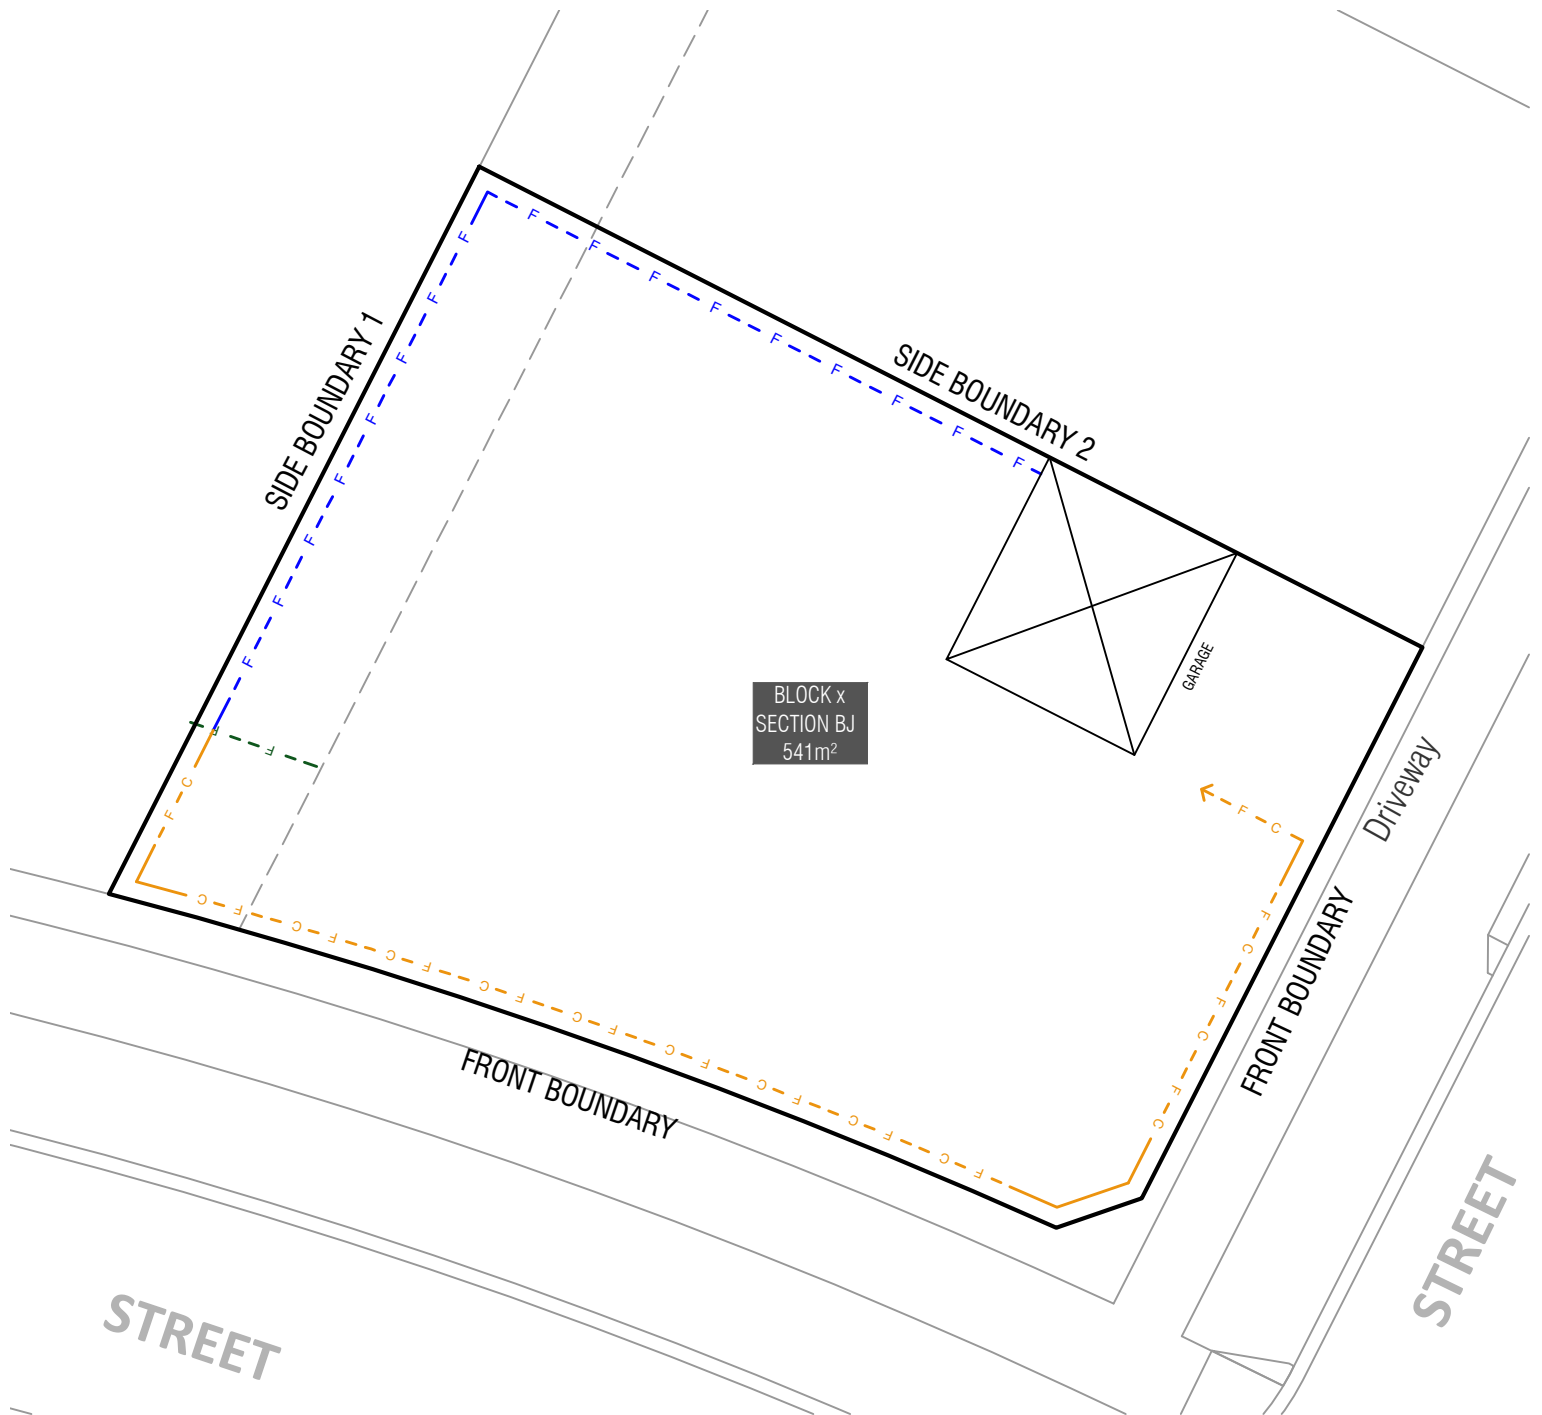 SIDE BOUNDARY 1
SIDE BOUNDARY 2
F F F F F F F F F
F F F F F F F F
F F
C F
GARAGE
BLOCK x
SECTION BJ
541m²
Driveway
F C
F C F C F C
FRONT BOUNDARY
C F C F C F C F C F C F C F C F C F
FRONT BOUNDARY
STREET
STREET